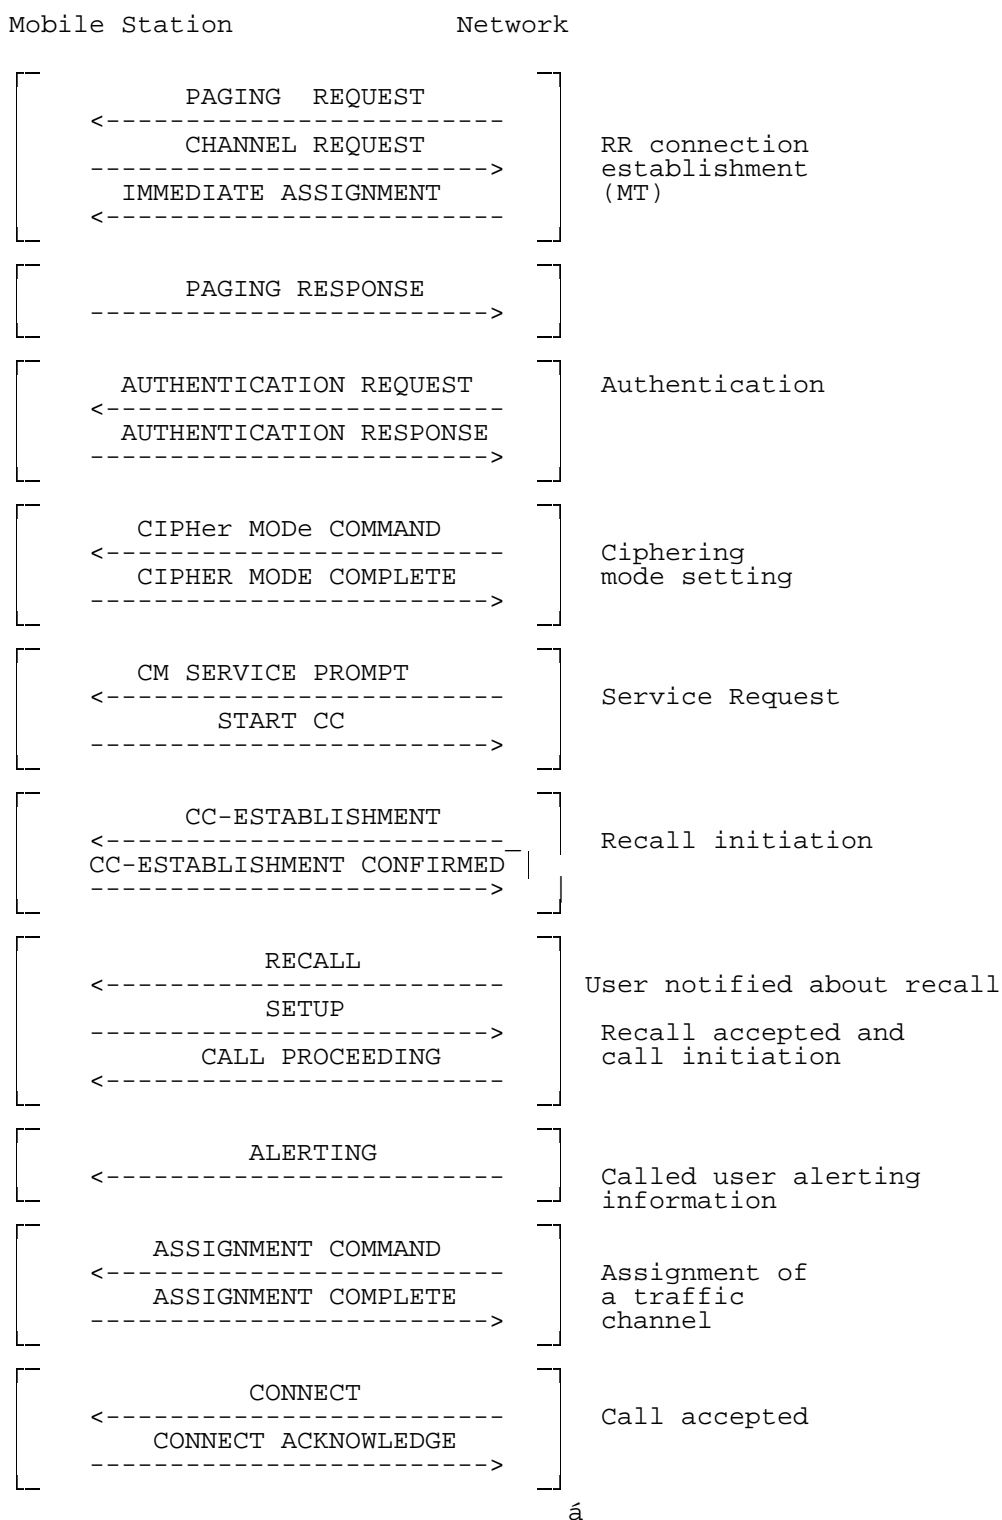 Mobile Station Network
PAGING REQUEST
<-------------------------
CHANNEL REQUEST RR connection
-------------------------> establishment
IMMEDIATE ASSIGNMENT (MT)
<-------------------------
PAGING RESPONSE
------------------------->
AUTHENTICATION REQUEST Authentication
<-------------------------
AUTHENTICATION RESPONSE
------------------------->
CIPHer MODe COMMAND
<------------------------- Ciphering
CIPHER MODE COMPLETE mode setting
------------------------->
CM SERVICE PROMPT
<------------------------- Service Request
START CC
------------------------->
CC-ESTABLISHMENT
<------------------------- Recall initiation
CC-ESTABLISHMENT CONFIRMED
------------------------->
RECALL
<------------------------- User notified about recall
SETUP
-------------------------> Recall accepted and
CALL PROCEEDING call initiation
<-------------------------
ALERTING
<------------------------- Called user alerting
information
ASSIGNMENT COMMAND
<------------------------- Assignment of
ASSIGNMENT COMPLETE a traffic
-------------------------> channel
CONNECT
<------------------------- Call accepted
CONNECT ACKNOWLEDGE
------------------------->
á